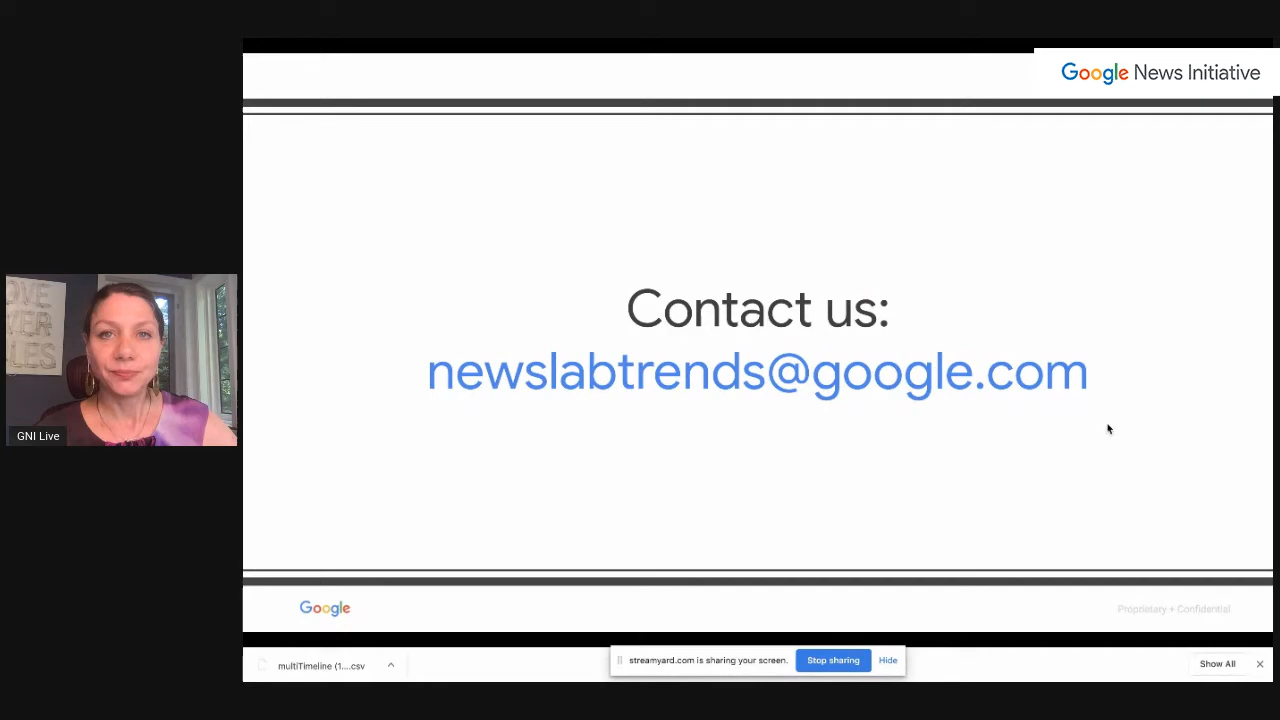 Google News Initiative
Contact us:
newslabtrends@google.com
GNI Live
Google
Proprietary + Confidential
multiTimeline (1....csv
streamyard.com is sharing your screen.
Stop sharing
Hide
Show All